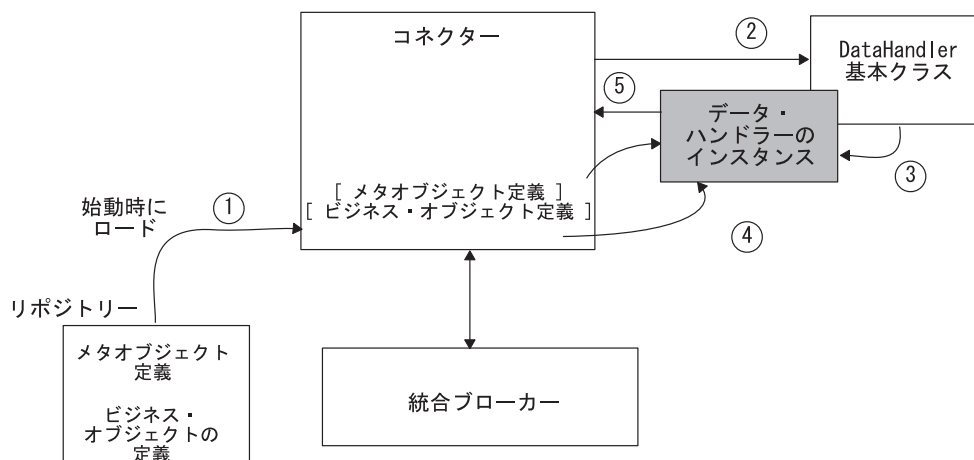 コネクター
②
DataHandler
基本クラス
⑤
データ・
ハンドラーの
インスタンス
③
[ メタオブジェクト定義 ]
[ ビジネス・オブジェクト定義 ]
始動時に
ロード
①
④
リポジトリー
メタオブジェクト
定義
ビジネス・
オブジェクトの
定義
統合ブローカー